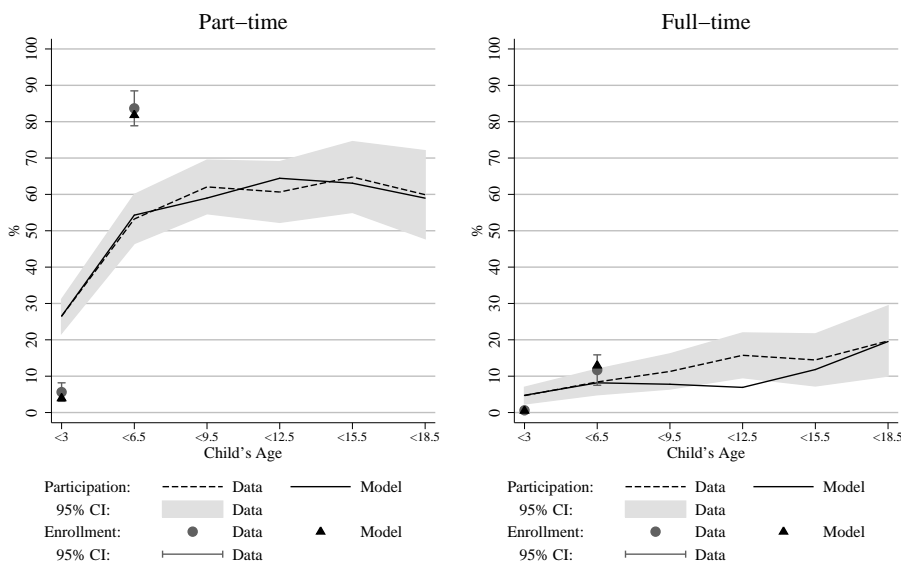 Part−time
100
90
80
70
60
50
40
30
20
10
0
%
<3 <6.5 <9.5 <12.5 <15.5 <18.5
Child's Age
Participation: Data Model
95% CI: Data
Enrollment: Data Model
95% CI: Data
Full−time
100
90
80
70
60
50
40
30
20
10
0
%
<3 <6.5 <9.5 <12.5 <15.5 <18.5
Child's Age
Participation: Data Model
95% CI: Data
Enrollment: Data Model
95% CI: Data